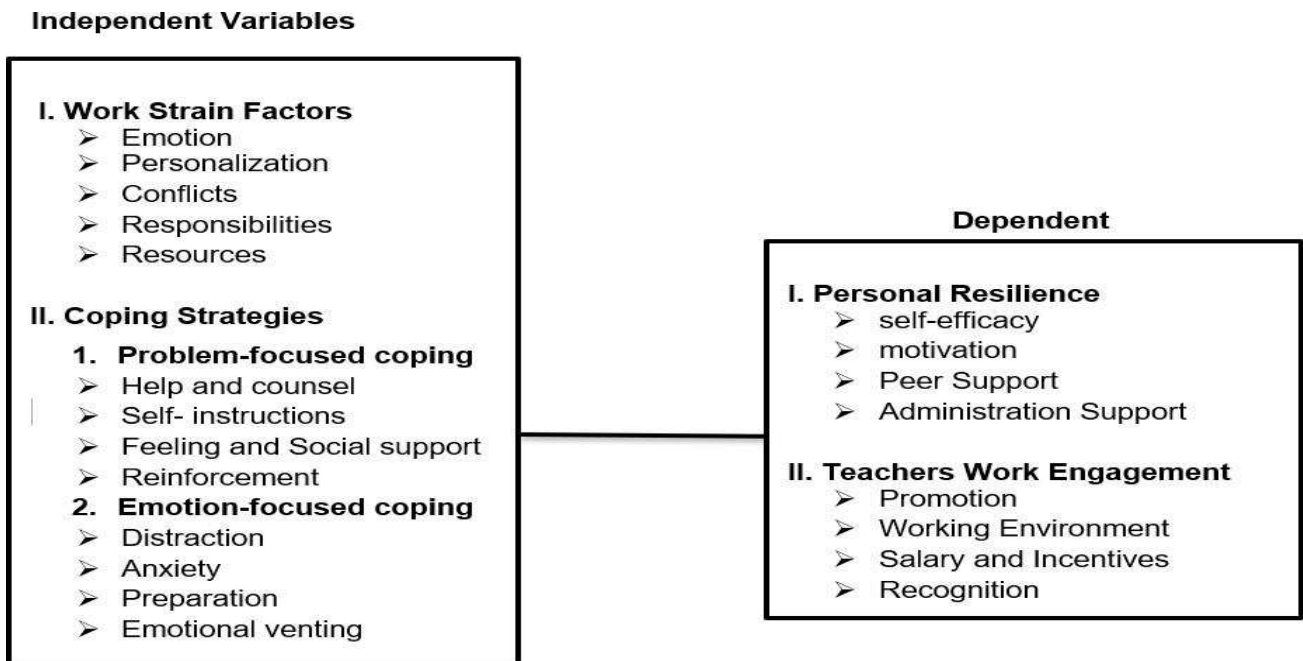 Independent Variables
I. Work Strain Factors
➢ Emotion
➢ Personalization
➢ Conflicts
➢ Responsibilities
➢ Resources
II. Coping Strategies
1. Problem-focused coping
➢ Help and counsel
➢ Self- instructions
➢ Feeling and Social support
➢ Reinforcement
2. Emotion-focused coping
➢ Distraction
➢ Anxiety
➢ Preparation
➢ Emotional venting
Dependent
I. Personal Resilience
➢ self-efficacy
➢ motivation
➢ Peer Support
➢ Administration Support
II. Teachers Work Engagement
➢ Promotion
➢ Working Environment
➢ Salary and Incentives
➢ Recognition